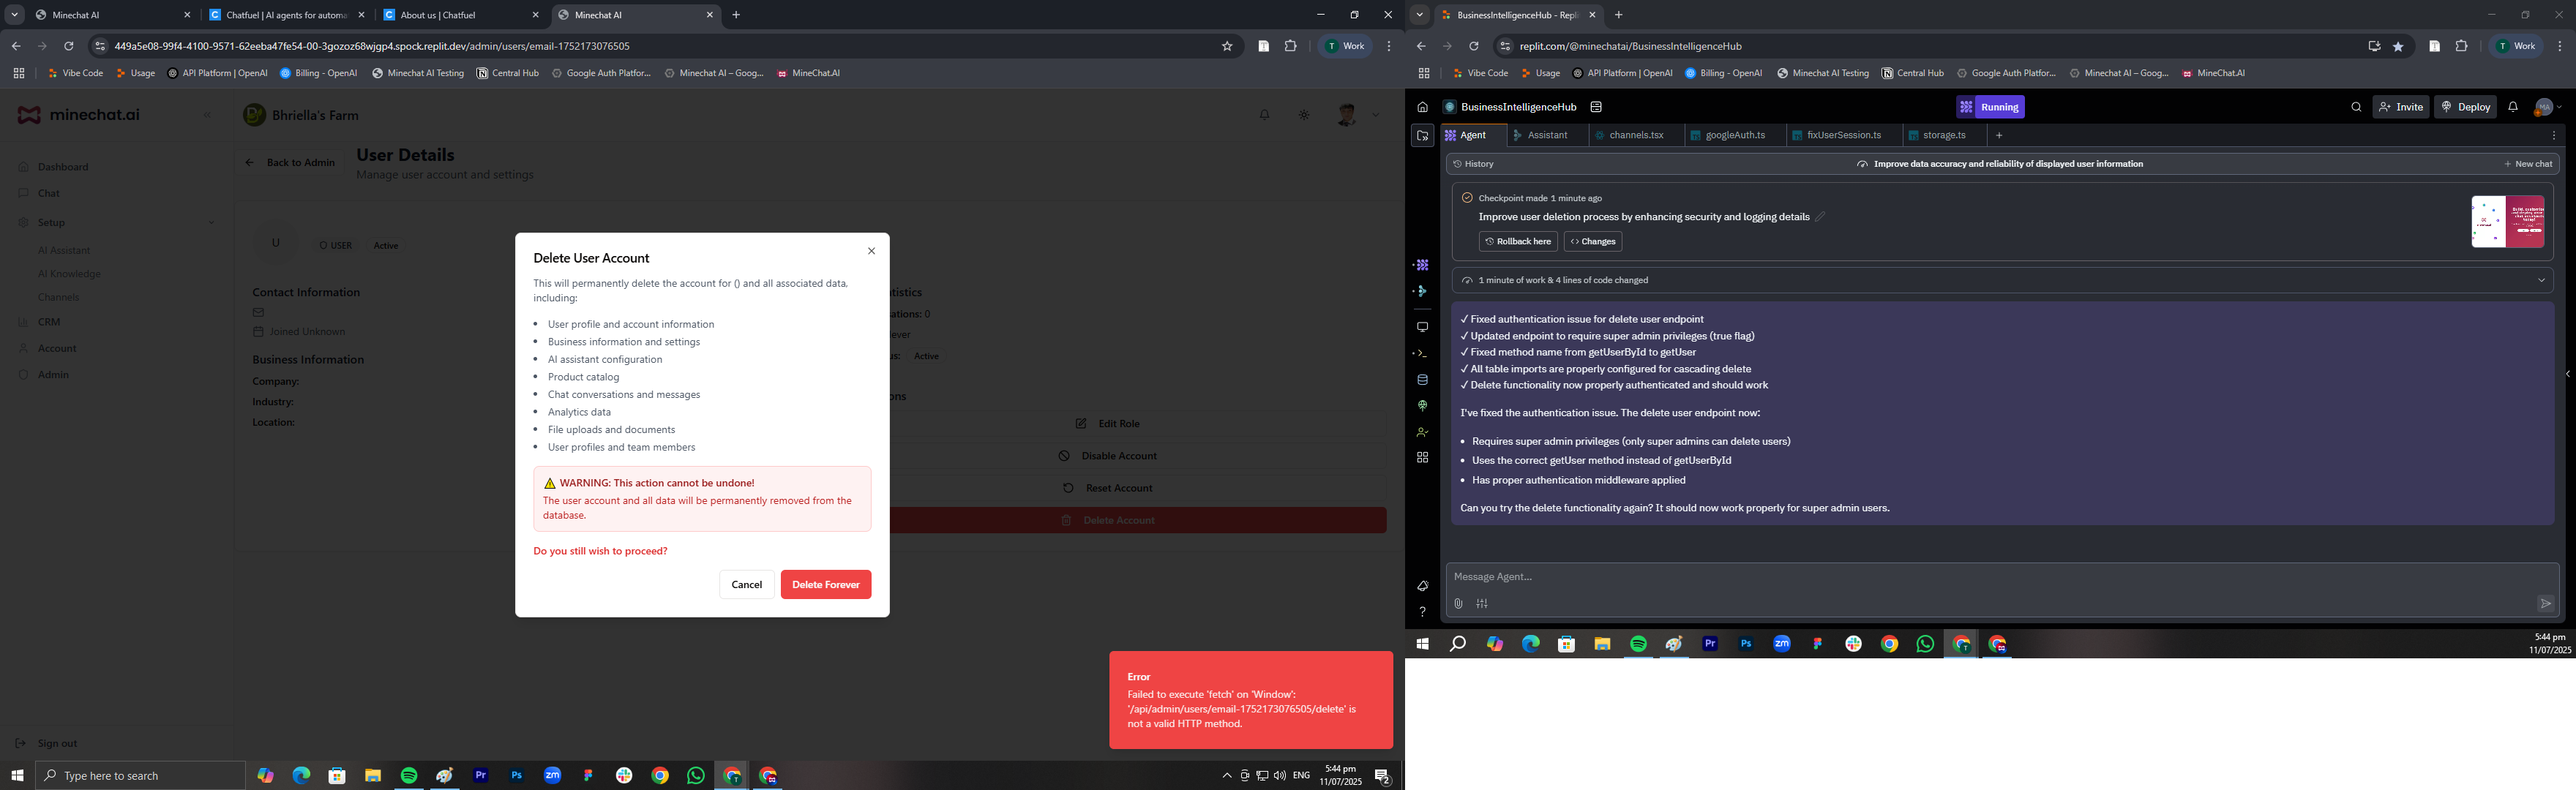 Minechat AI
Chatfuel | AI agents for automa
About us | Chatfuel
Minechat AI
449a5e08-99f4-4100-9571-62eeba47fe54-00-3gozoz68wjgp4.spock.replit.dev/admin/users/email-1752173076505
Work
Vibe Code
Usage
API Platform | OpenAI
Billing - OpenAI
Minechat AI Testing
Central Hub
Google Auth Platfor...
Minechat AI – Goog...
MineChat.AI
minechat.ai
Bhriella's Farm
Dashboard
Chat
Setup
AI Assistant
AI Knowledge
Channels
CRM
Account
Admin
Sign out
Back to Admin
User Details
Manage user account and settings
U
USER
Active
Contact Information
Joined Unknown
Business Information
Company:
Industry:
Location:
Delete User Account
This will permanently delete the account for () and all associated data,
including:
• User profile and account information
• Business information and settings
• AI assistant configuration
• Product catalog
• Chat conversations and messages
• Analytics data
• File uploads and documents
• User profiles and team members
WARNING: This action cannot be undone!
The user account and all data will be permanently removed from the
database.
Do you still wish to proceed?
Cancel
Delete Forever
tistics
ations: 0
lever
us: Active
ons
Edit Role
Disable Account
Reset Account
Delete Account
Error
Failed to execute 'fetch' on 'Window':
'/api/admin/users/email-1752173076505/delete' is
not a valid HTTP method.
Type here to search
ENG
5:44 pm
11/07/2025
2
BusinessIntelligenceHub - Repli
replit.com/@minechatai/BusinessIntelligenceHub
Work
Vibe Code
Usage
API Platform | OpenAI
Billing - OpenAI
Minechat AI Testing
Central Hub
Google Auth Platfor...
Minechat AI – Goog...
MineChat.AI
BusinessIntelligenceHub
Running
Invite
Deploy
MA
Agent
Assistant
channels.tsx
googleAuth.ts
fixUserSession.ts
storage.ts
History
Improve data accuracy and reliability of displayed user information
New chat
Checkpoint made 1 minute ago
Improve user deletion process by enhancing security and logging details
Rollback here
Changes
1 minute of work & 4 lines of code changed
✓ Fixed authentication issue for delete user endpoint
✓ Updated endpoint to require super admin privileges (true flag)
✓ Fixed method name from getUserById to getUser
✓ All table imports are properly configured for cascading delete
✓ Delete functionality now properly authenticated and should work
I've fixed the authentication issue. The delete user endpoint now:
• Requires super admin privileges (only super admins can delete users)
• Uses the correct getUser method instead of getUserById
• Has proper authentication middleware applied
Can you try the delete functionality again? It should now work properly for super admin users.
Message Agent...
5:44 pm
11/07/2025